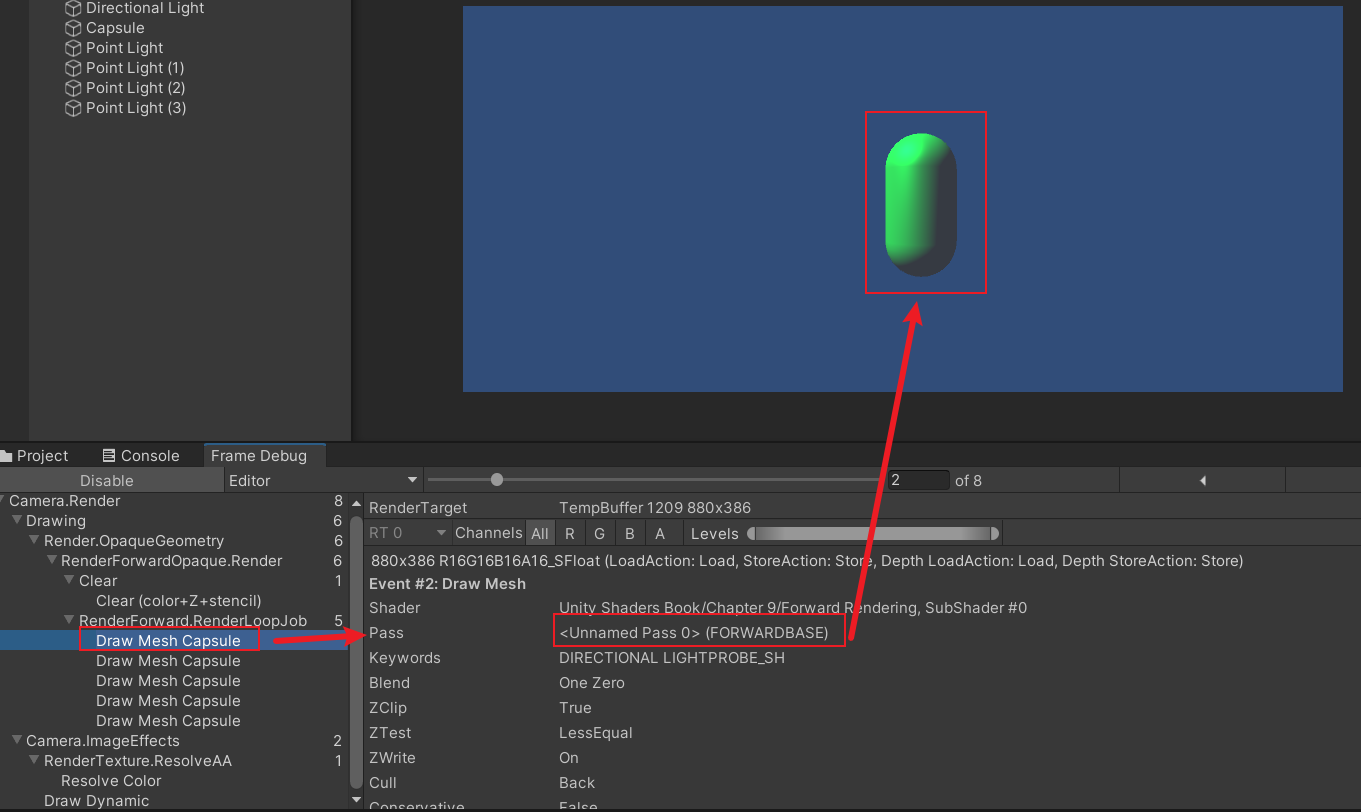 Directional Light
Capsule
Point Light
Point Light (1)
Point Light (2)
Point Light (3)
Project
Console
Frame Debug
Disable
Editor
2 of 8
Camera.Render 8
Drawing 6
Render.OpaqueGeometry 6
RenderForwardOpaque.Render 6
Clear 1
Clear (color+Z+stencil)
RenderForward.RenderLoopJob 5
Draw Mesh Capsule
Draw Mesh Capsule
Draw Mesh Capsule
Draw Mesh Capsule
Draw Mesh Capsule
Camera.ImageEffects 2
RenderTexture.ResolveAA 1
Resolve Color
Draw Dynamic
RenderTarget TempBuffer 1209 880x386
RT 0 Channels All R G B A Levels
880x386 R16G16B16A16_SFloat (LoadAction: Load, StoreAction: Store, Depth LoadAction: Load, Depth StoreAction: Store)
Event #2: Draw Mesh
Shader Unity Shaders Book/Chapter 9/Forward Rendering, SubShader #0
Pass <Unnamed Pass 0> (FORWARDBASE)
Keywords DIRECTIONAL LIGHTPROBE_SH
Blend One Zero
ZClip True
ZTest LessEqual
ZWrite On
Cull Back
Conservative False